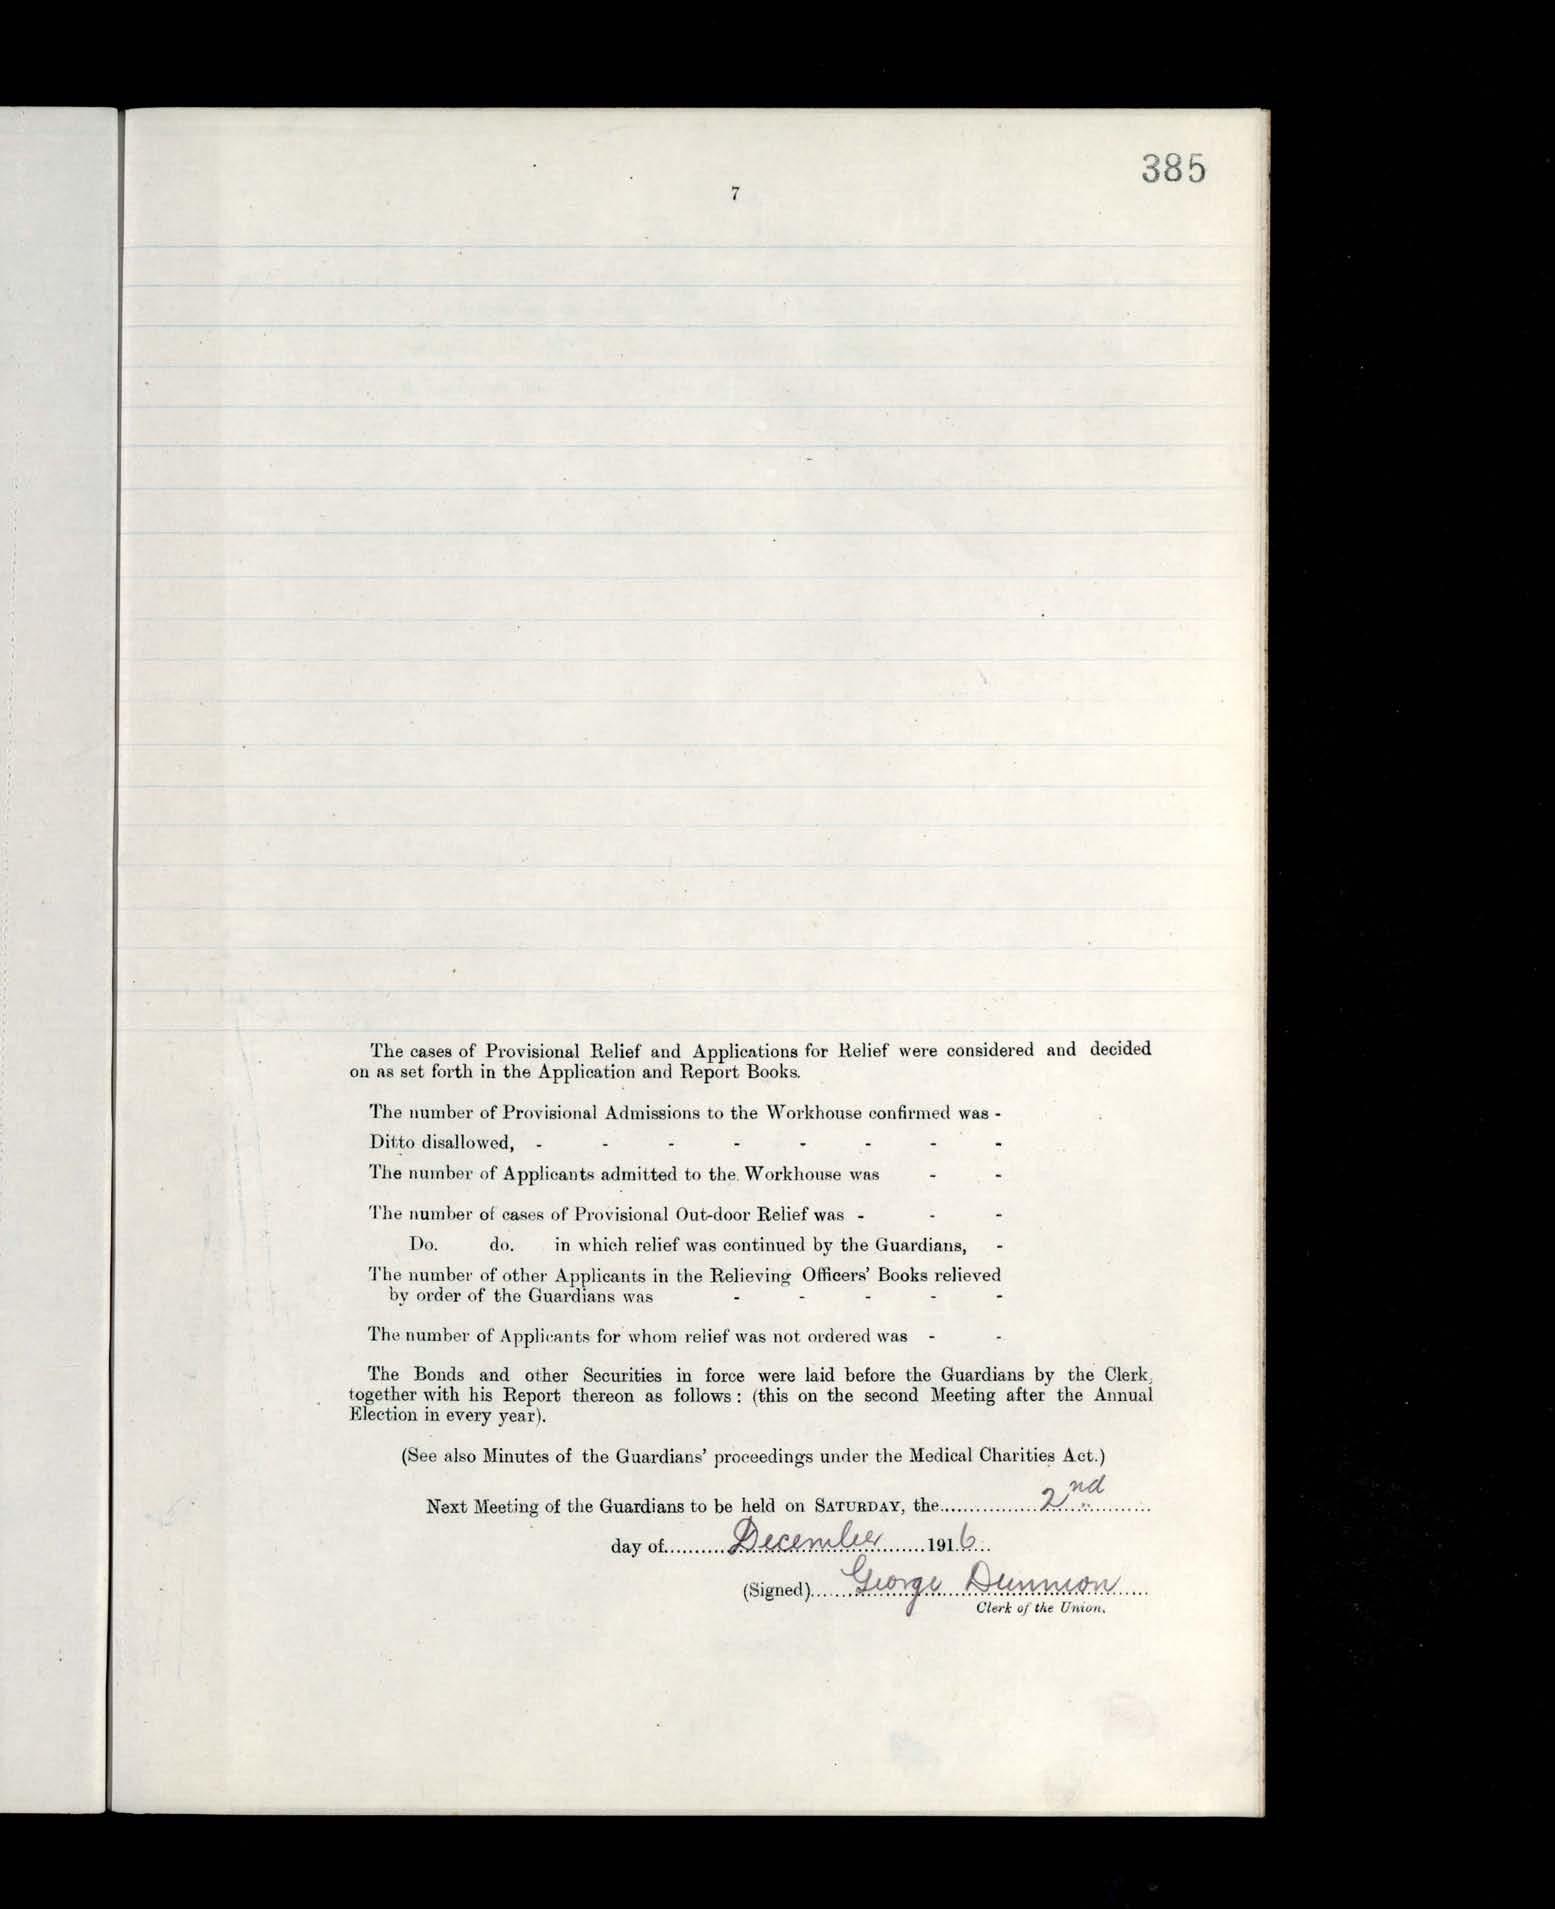 385
7
The cases of Provisional Relief and Applications for Relief were considered and decided
on as set forth in the Application and Report Books.
The number of Provisional Admissions to the Workhouse confirmed was -
Ditto disallowed, - - - - - - - -
The number of Applicants admitted to the Workhouse was - -
The number of cases of Provisional Out-door Relief was - - -
Do. do. in which relief was continued by the Guardians, -
The number of other Applicants in the Relieving Officers' Books relieved
by order of the Guardians was - - - - -
The number of Applicants for whom relief was not ordered was - -
The Bonds and other Securities in force were laid before the Guardians by the Clerk,
together with his Report thereon as follows : (this on the second Meeting after the Annual
Election in every year).
(See also Minutes of the Guardians' proceedings under the Medical Charities Act.)
Next Meeting of the Guardians to be held on SATURDAY, the 2nd
day of December 1916
(Signed) George Dunnion
Clerk of the Union.